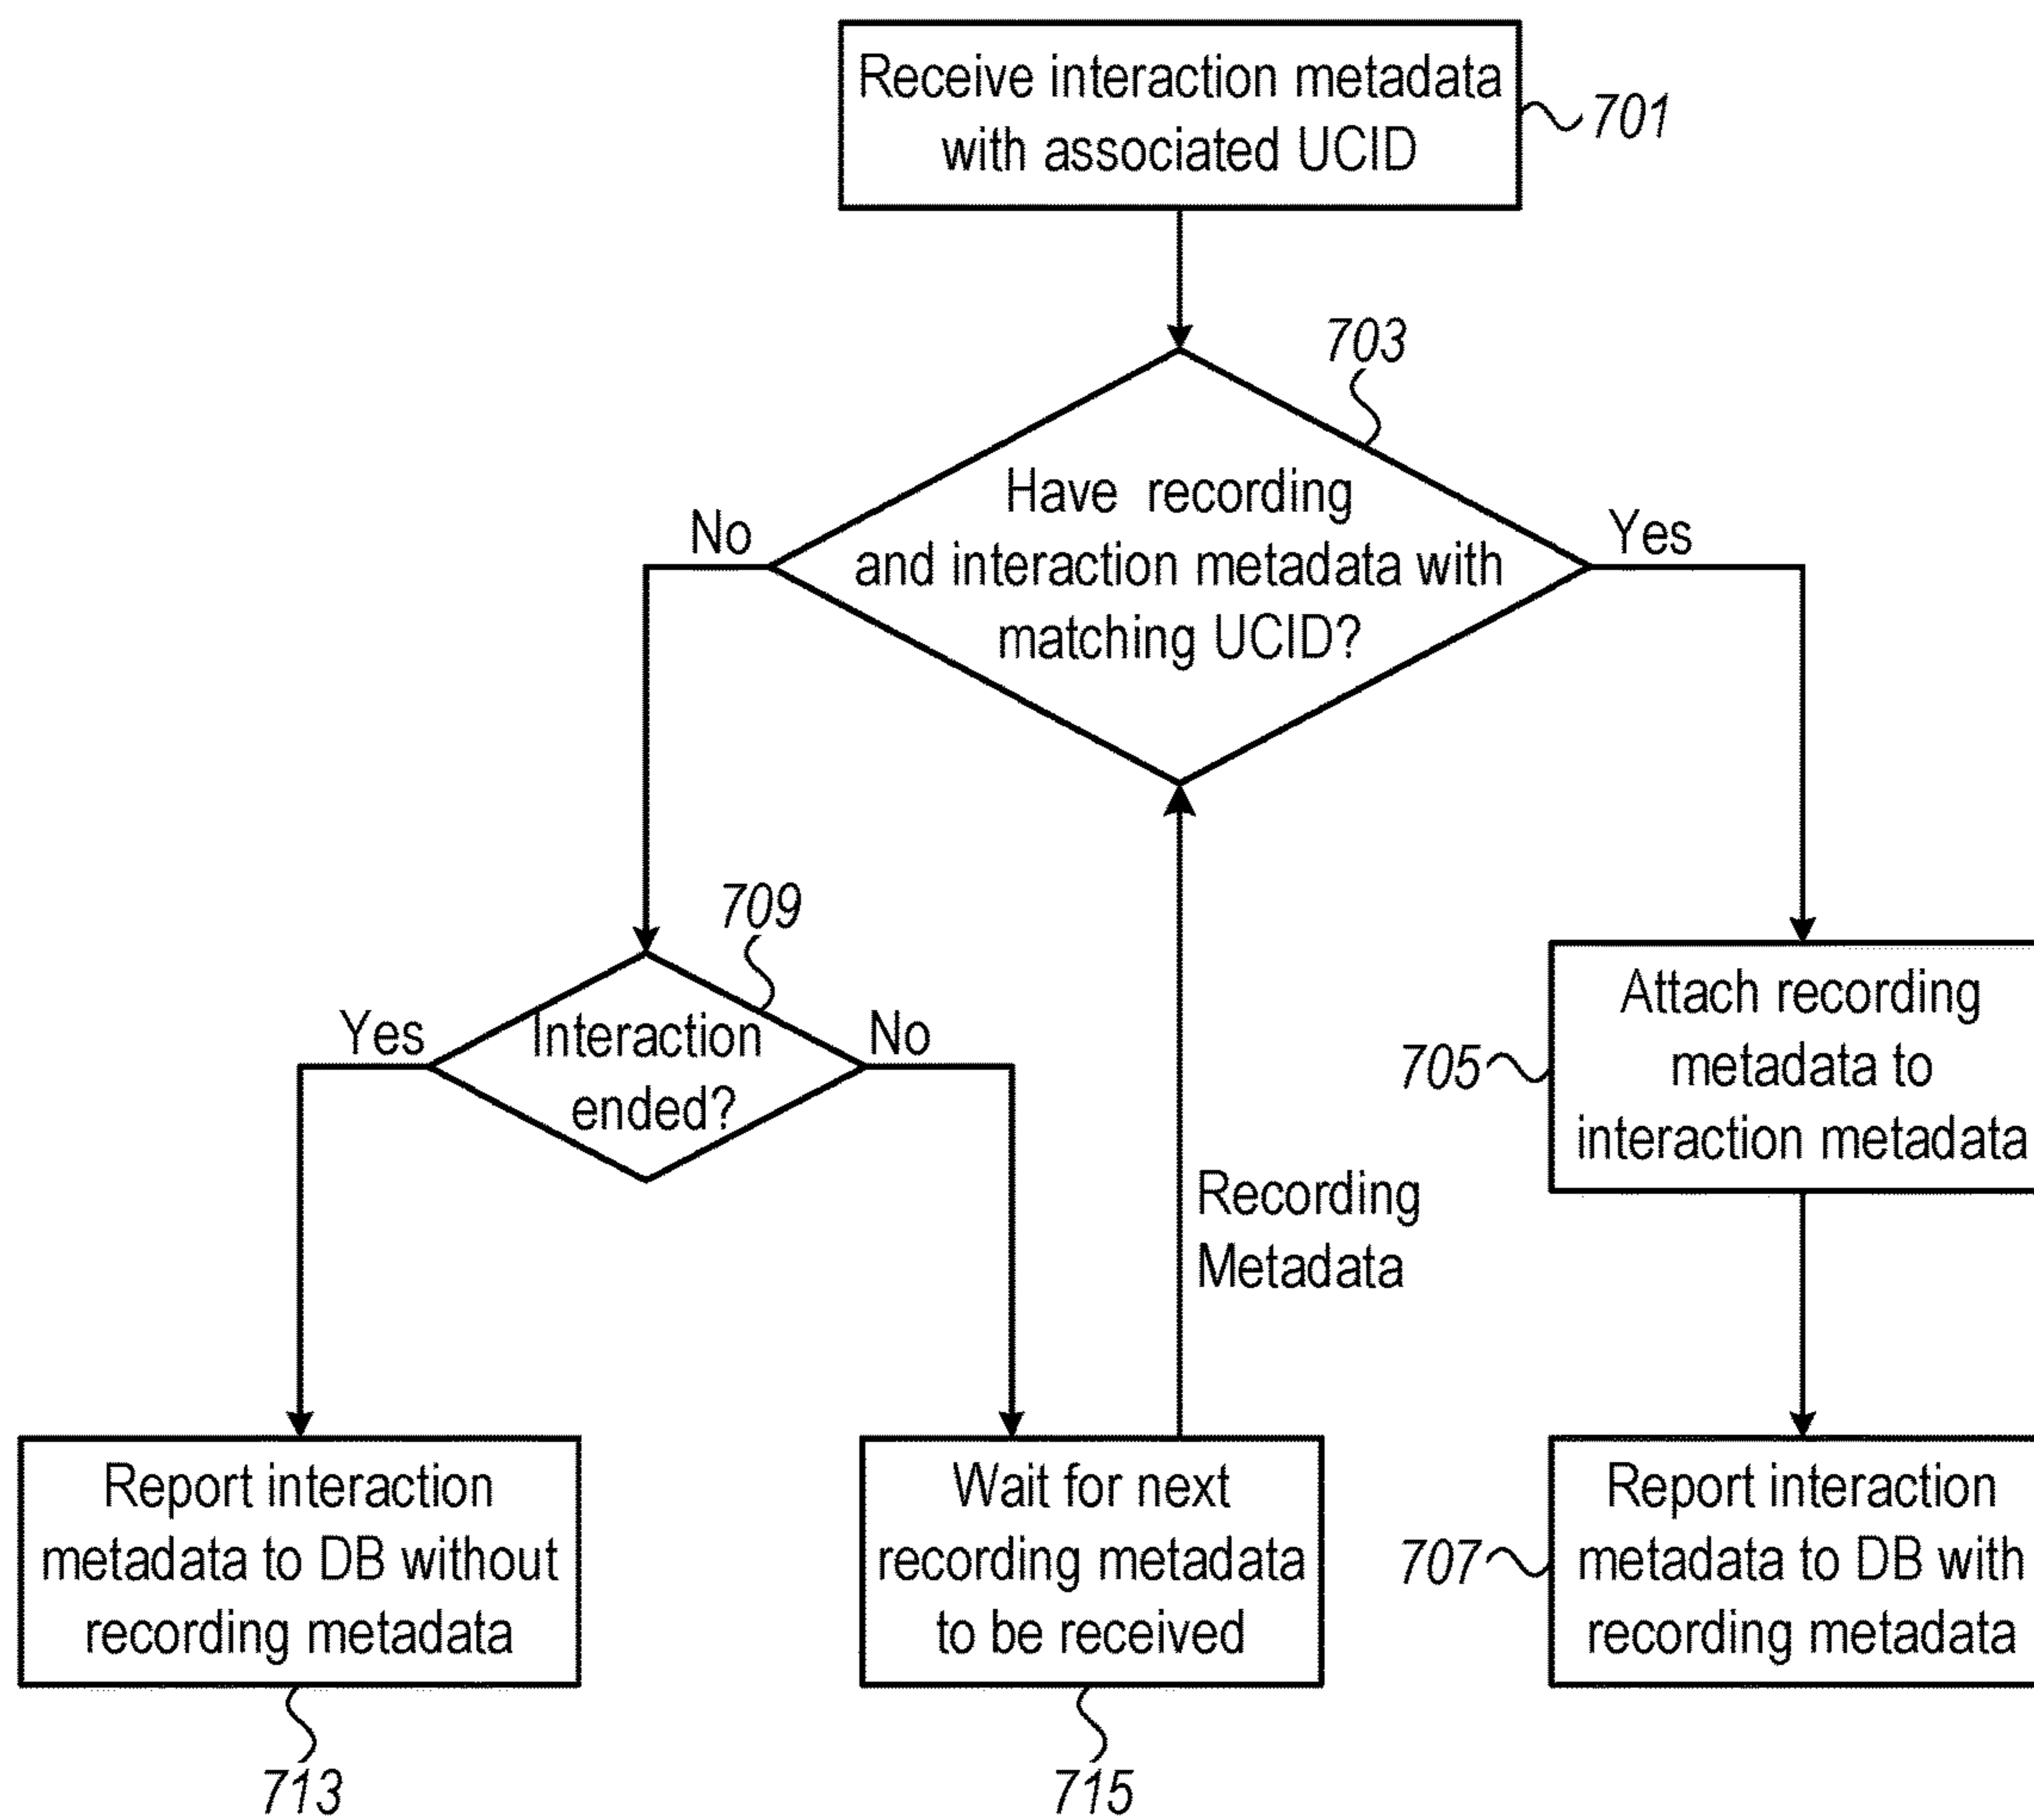 Receive interaction metadata
with associated UCID
701
703
Have recording
and interaction metadata with
matching UCID?
No
Yes
709
Interaction
ended?
Yes
No
Attach recording
metadata to
interaction metadata
705
Recording
Metadata
Report interaction
metadata to DB without
recording metadata
713
Wait for next
recording metadata
to be received
715
Report interaction
metadata to DB with
recording metadata
707